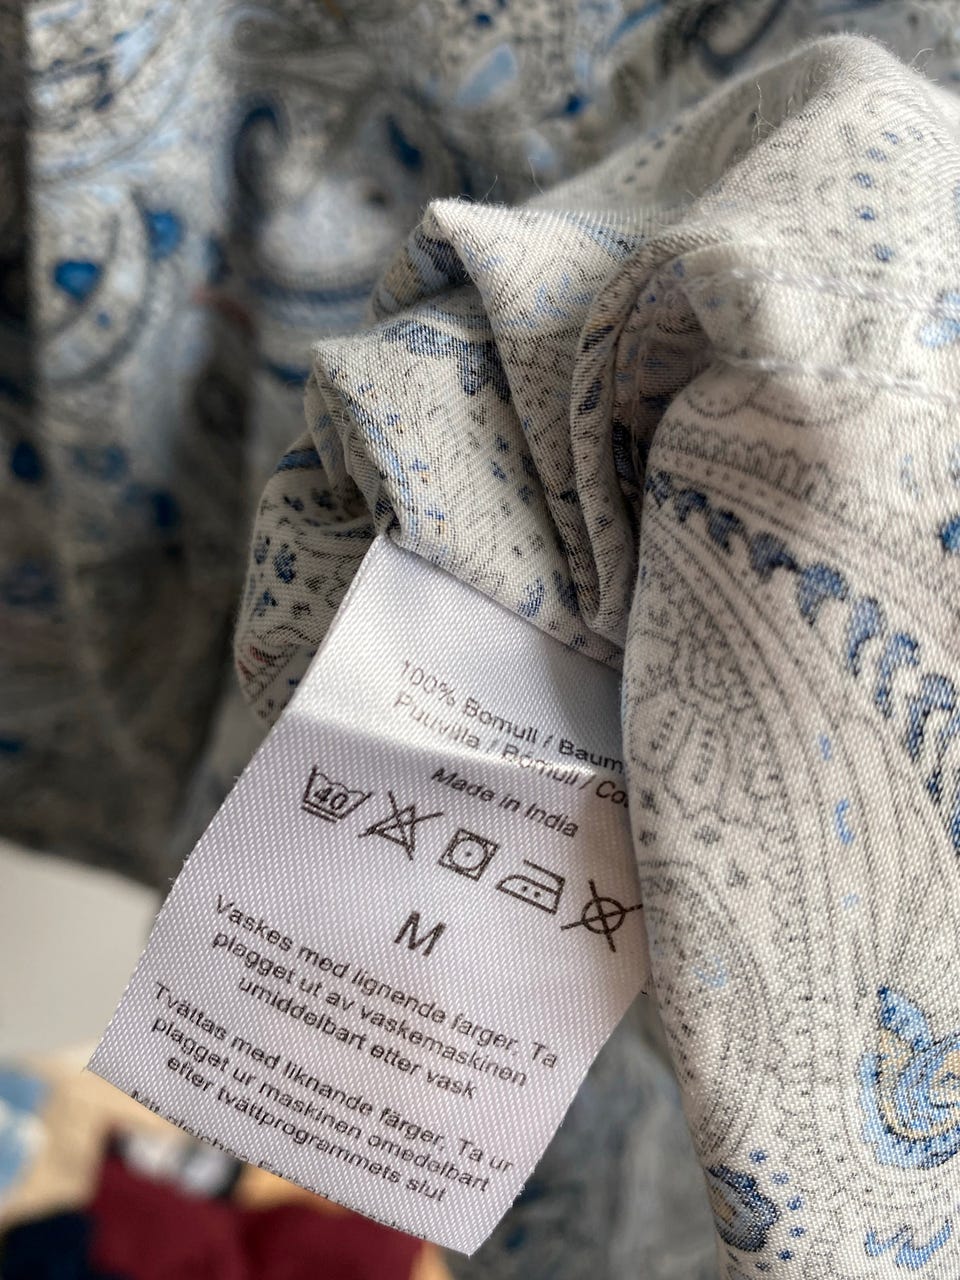 100% Bomull / Baum
Puuvilla / Bomull / Co
Made in India
40
M
Vaskes med lignende farger. Ta
plagget ut av vaskemaskinen
umiddelbart etter vask
Tvättas med liknande färger. Ta ur
plagget ur maskinen omedelbart
efter tvättprogrammets slut